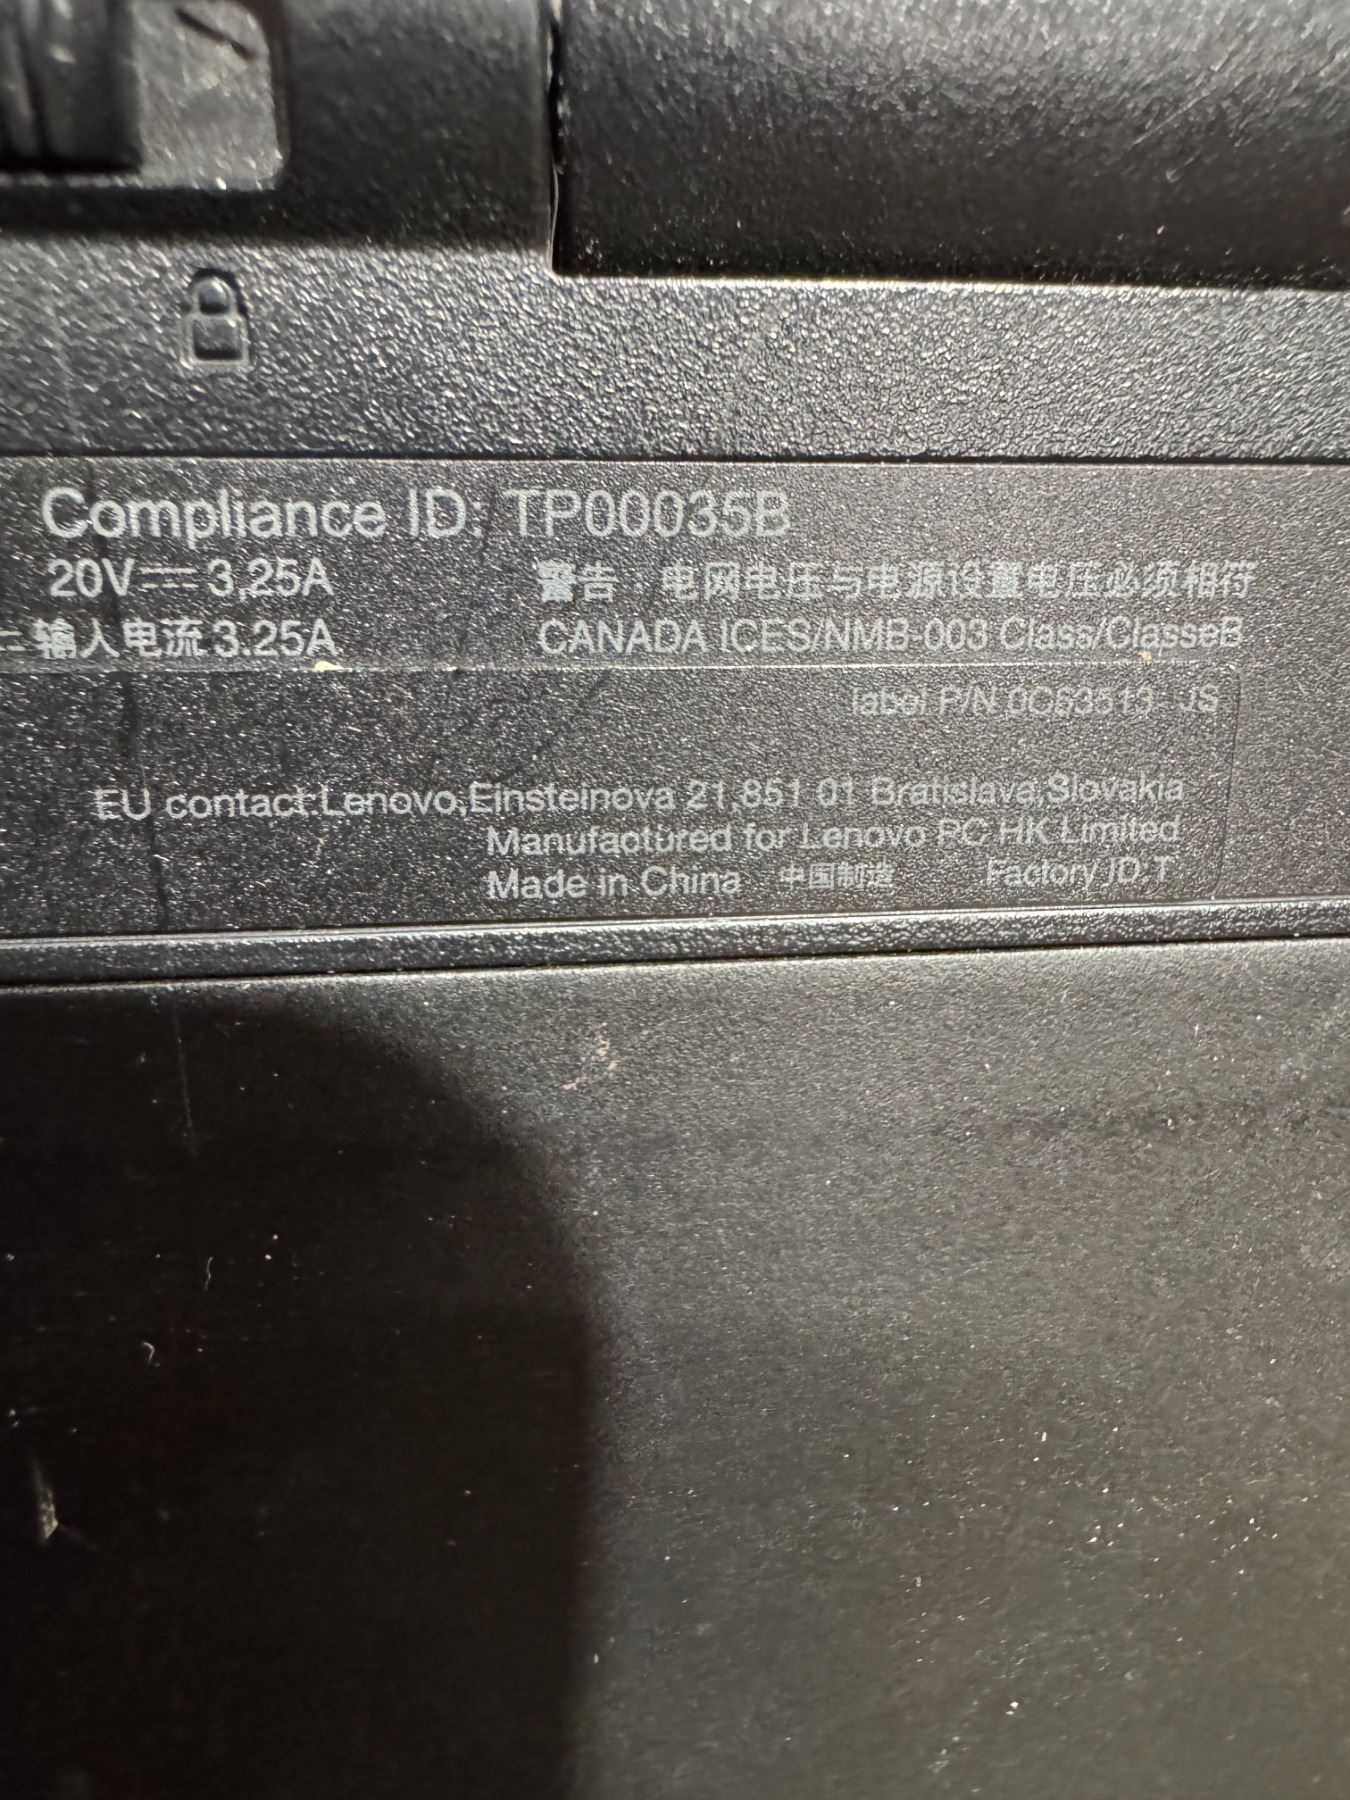 Compliance ID: TP00035B
20V⎓3.25A 警告：电网电压与电源设置电压必须相符
输入电流3.25A CANADA ICES/NMB-003 Class/ClasseB
label P/N 0C53513 JS
EU contact:Lenovo,Einsteinova 21,851 01 Bratislava,Slovakia
Manufactured for Lenovo PC HK Limited
Made in China 中国制造 Factory ID:T